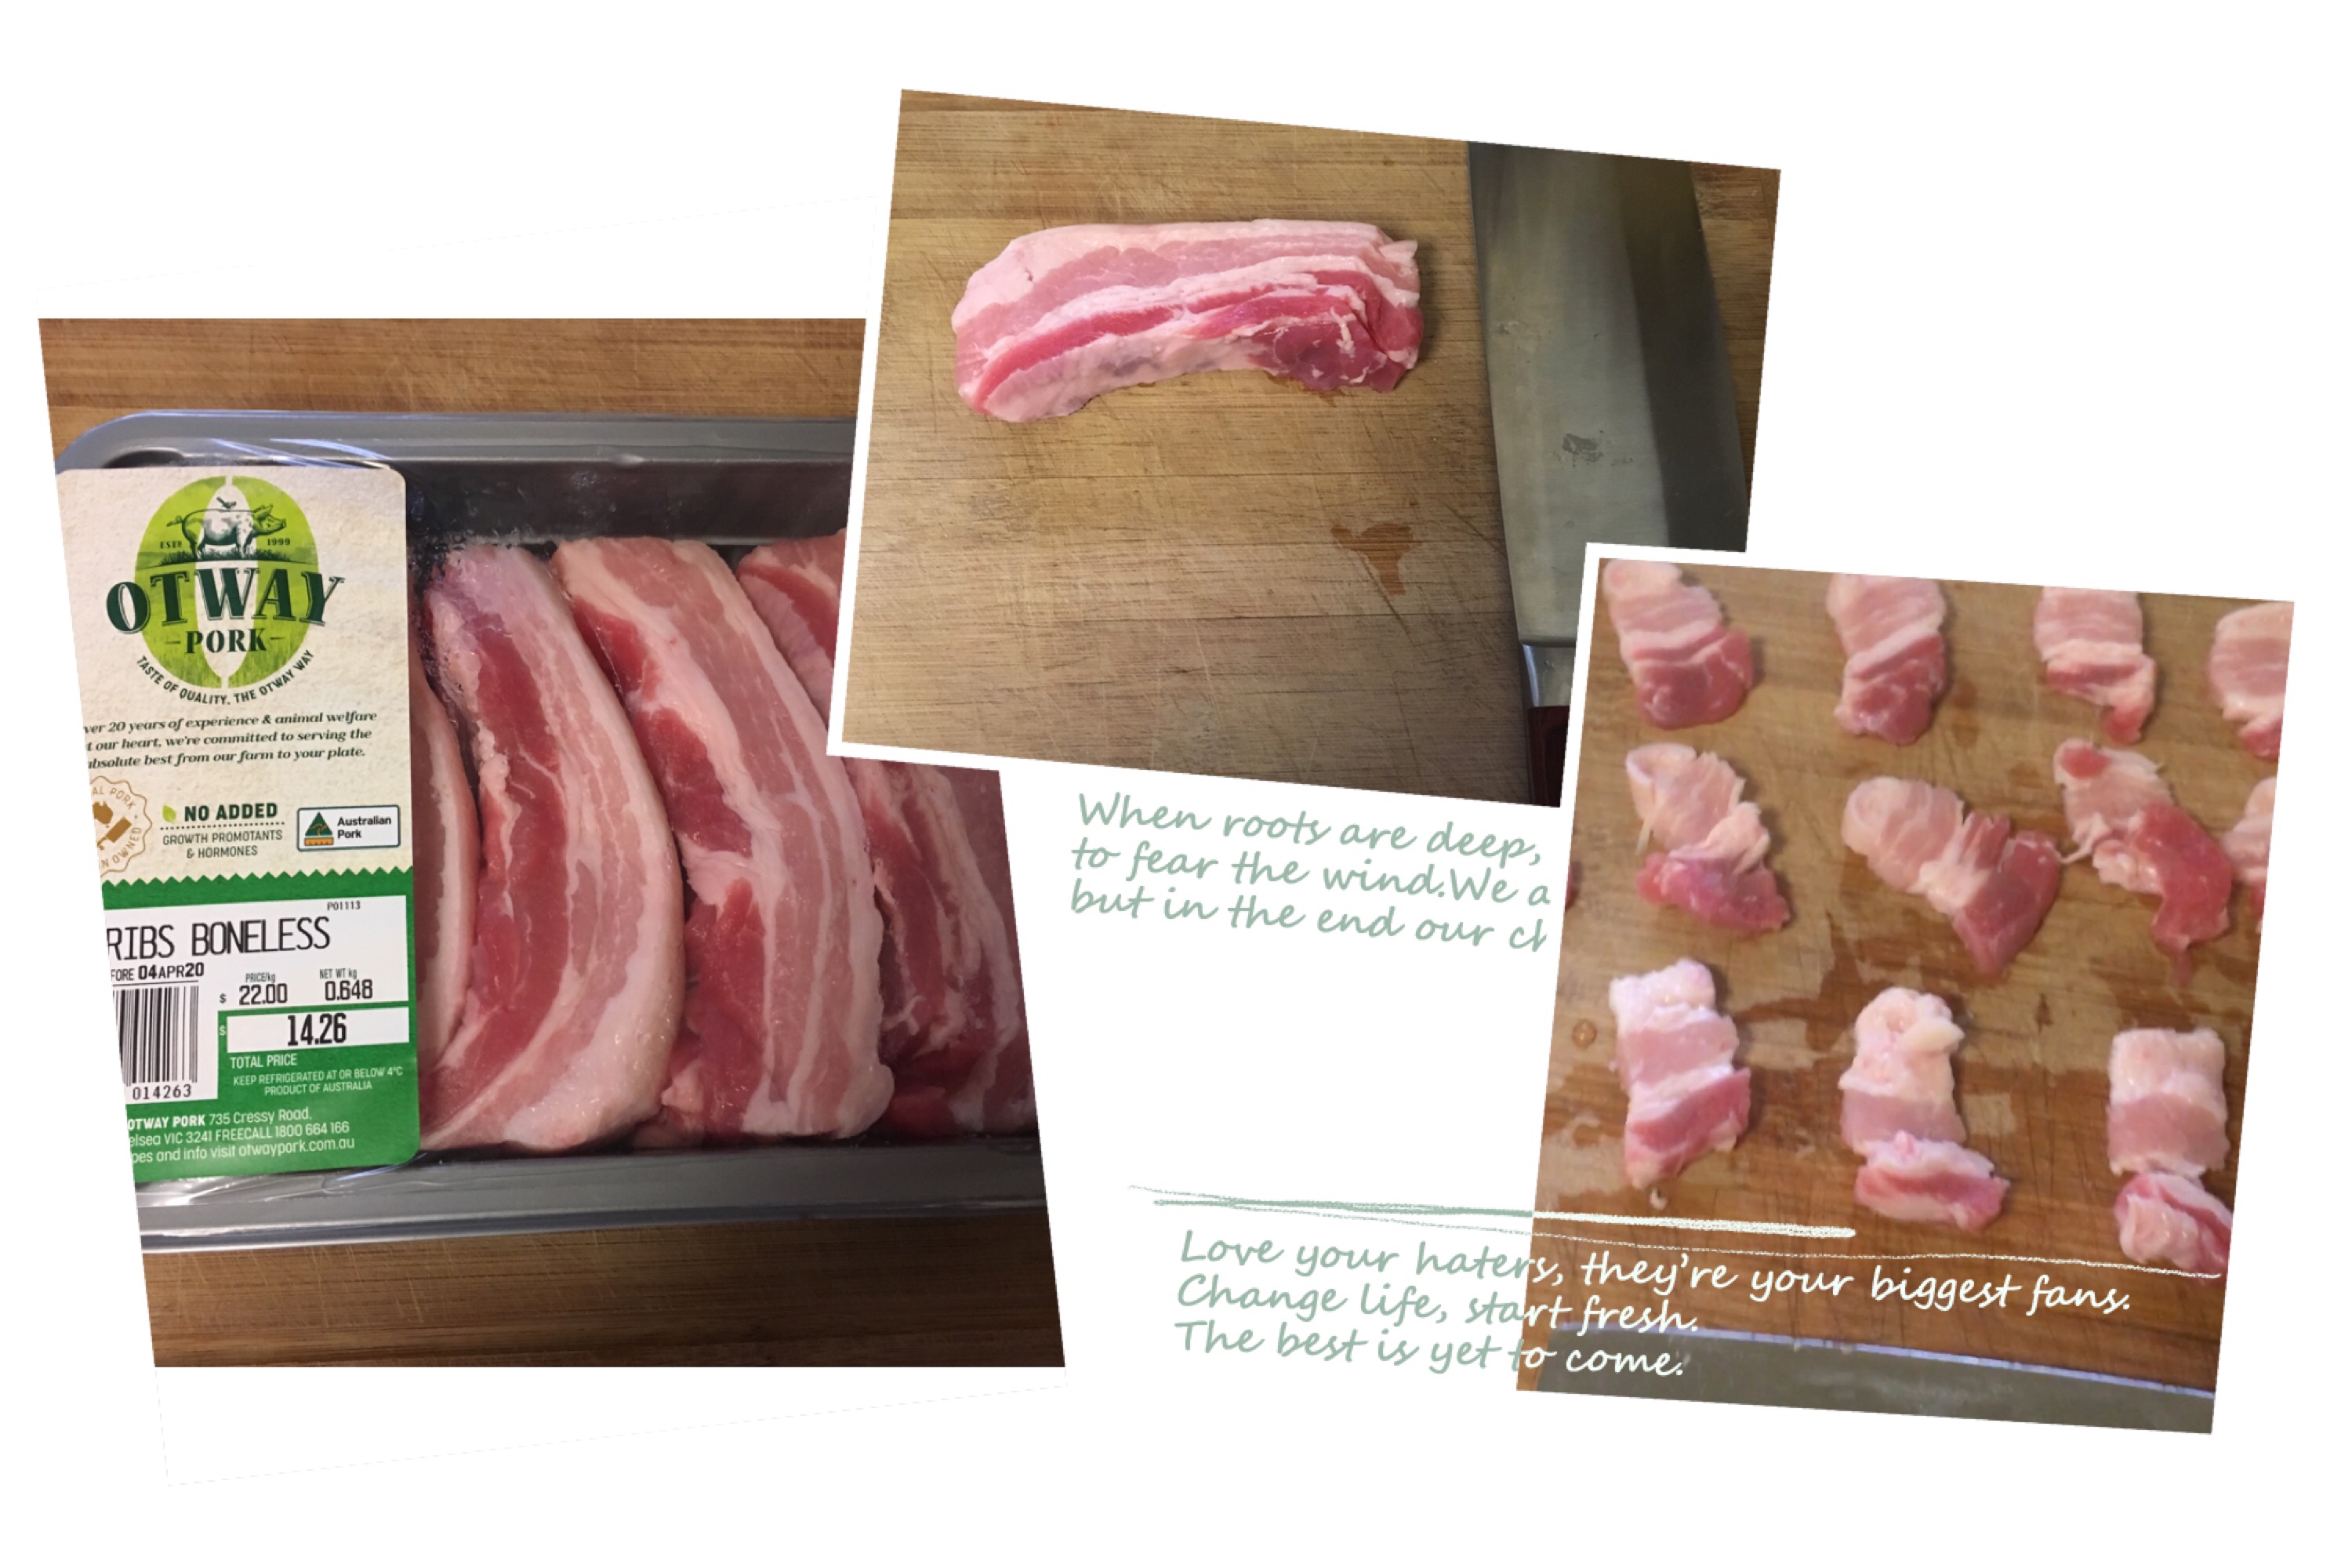 ESTD 1999
OTWAY
PORK
TASTE OF QUALITY, THE OTWAY WAY
ver 20 years of experience & animal welfare
t our heart, we're committed to serving the
absolute best from our farm to your plate.
AL PORK
N OWNED
NO ADDED
GROWTH PROMOTANTS
& HORMONES
Australian
Pork
P01113
RIBS BONELESS
FORE 04APR20
PRICE/kg
NET WT kg
$ 22.00
0.648
$ 14.26
TOTAL PRICE
KEEP REFRIGERATED AT OR BELOW 4°C
PRODUCT OF AUSTRALIA
014263
OTWAY PORK 735 Cressy Road,
elsea VIC 3241 FREECALL 1800 664 166
pes and info visit otwaypork.com.au
When roots are deep,
to fear the wind.We a
but in the end our ch
Love your haters, they're your biggest fans.
Change life, start fresh.
The best is yet to come.